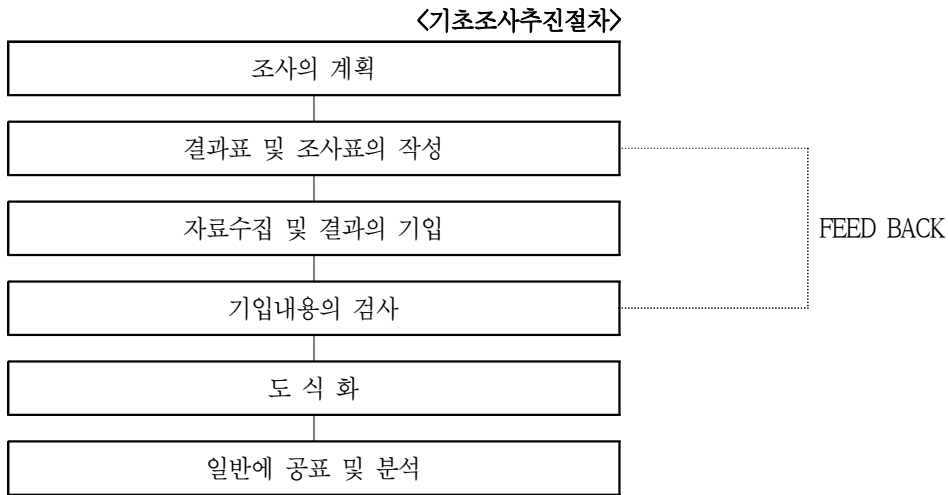 <기초조사추진절차>
조사의 계획
결과표 및 조사표의 작성
자료수집 및 결과의 기입
FEED BACK
기입내용의 검사
도 식 화
일반에 공표 및 분석